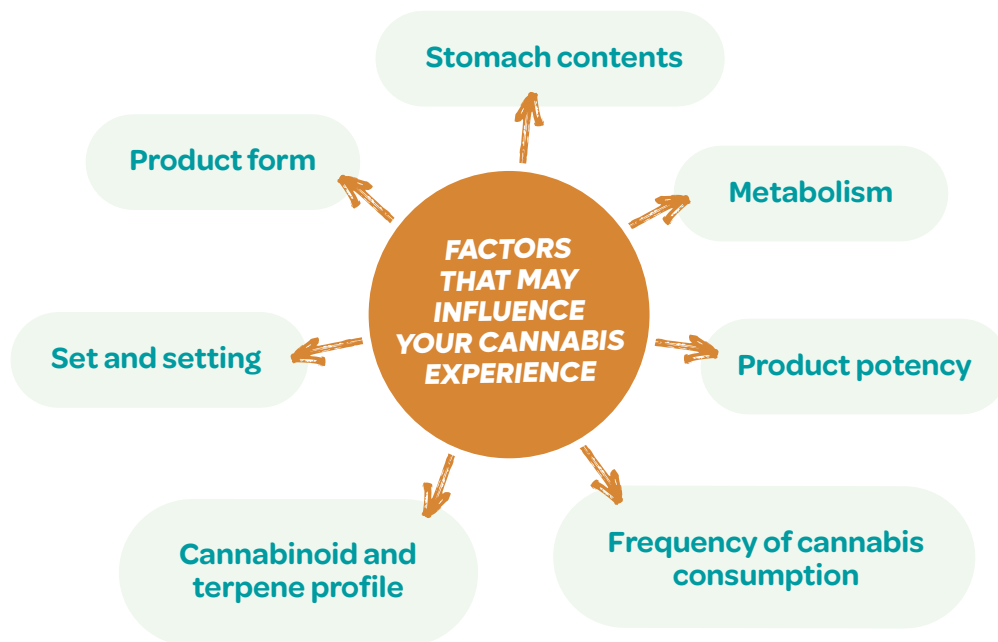 Stomach contents
Product form
Metabolism
FACTORS
THAT MAY
INFLUENCE
YOUR CANNABIS
EXPERIENCE
Set and setting
Product potency
Cannabinoid and
terpene profile
Frequency of cannabis
consumption